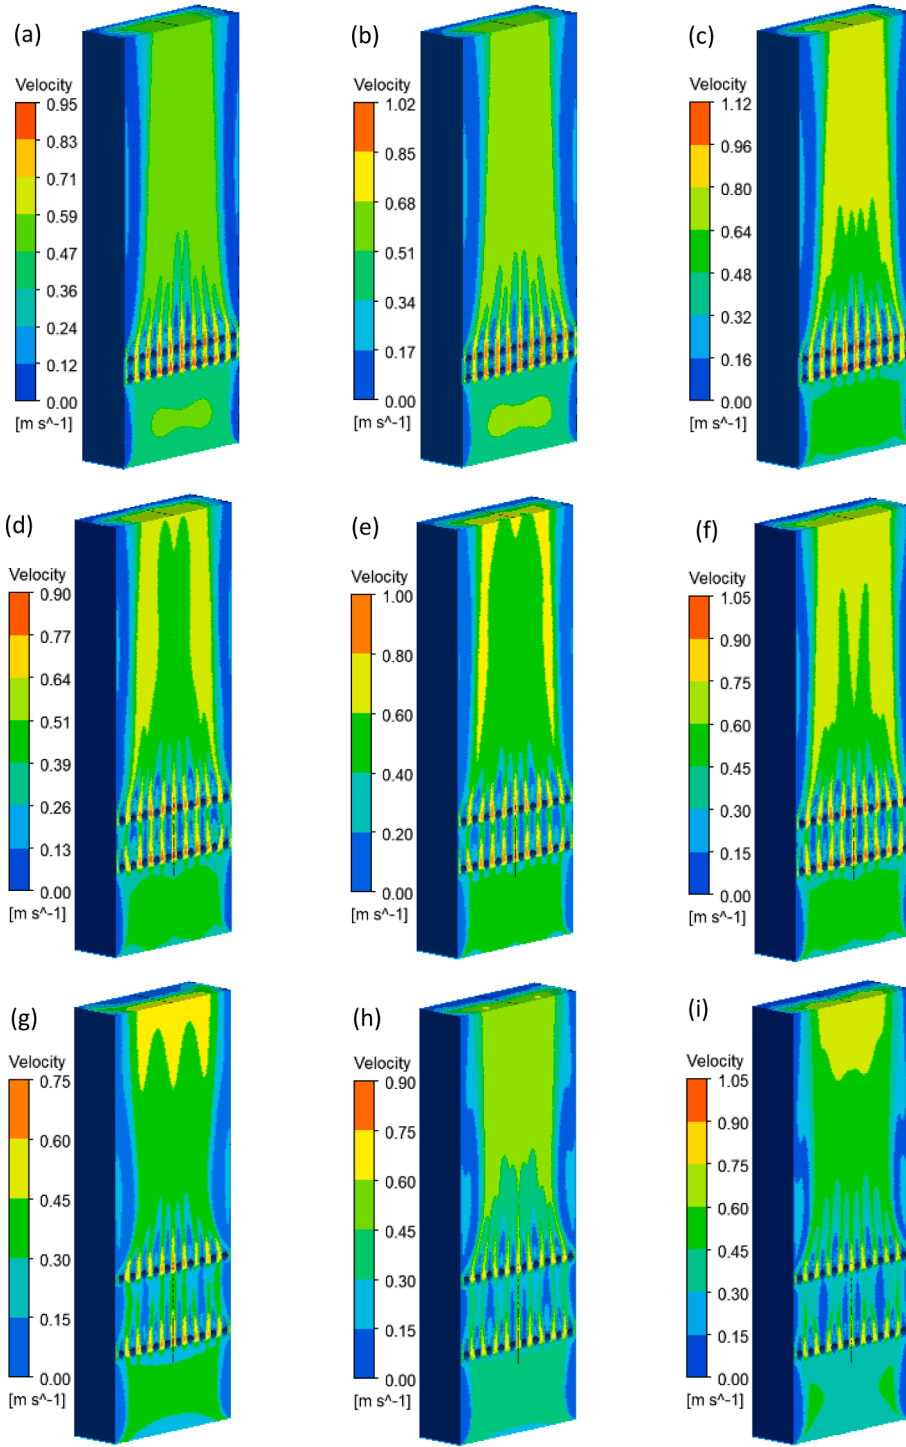 (a)
Velocity
0.95
0.83
0.71
0.59
0.47
0.36
0.24
0.12
0.00
[m s^-1]
(b)
Velocity
1.02
0.85
0.68
0.51
0.34
0.17
0.00
[m s^-1]
(c)
Velocity
1.12
0.96
0.80
0.64
0.48
0.32
0.16
0.00
[m s^-1]
(d)
Velocity
0.90
0.77
0.64
0.51
0.39
0.26
0.13
0.00
[m s^-1]
(e)
Velocity
1.00
0.80
0.60
0.40
0.20
0.00
[m s^-1]
(f)
Velocity
1.05
0.90
0.75
0.60
0.45
0.30
0.15
0.00
[m s^-1]
(g)
Velocity
0.75
0.60
0.45
0.30
0.15
0.00
[m s^-1]
(h)
Velocity
0.90
0.75
0.60
0.45
0.30
0.15
0.00
[m s^-1]
(i)
Velocity
1.05
0.90
0.75
0.60
0.45
0.30
0.15
0.00
[m s^-1]